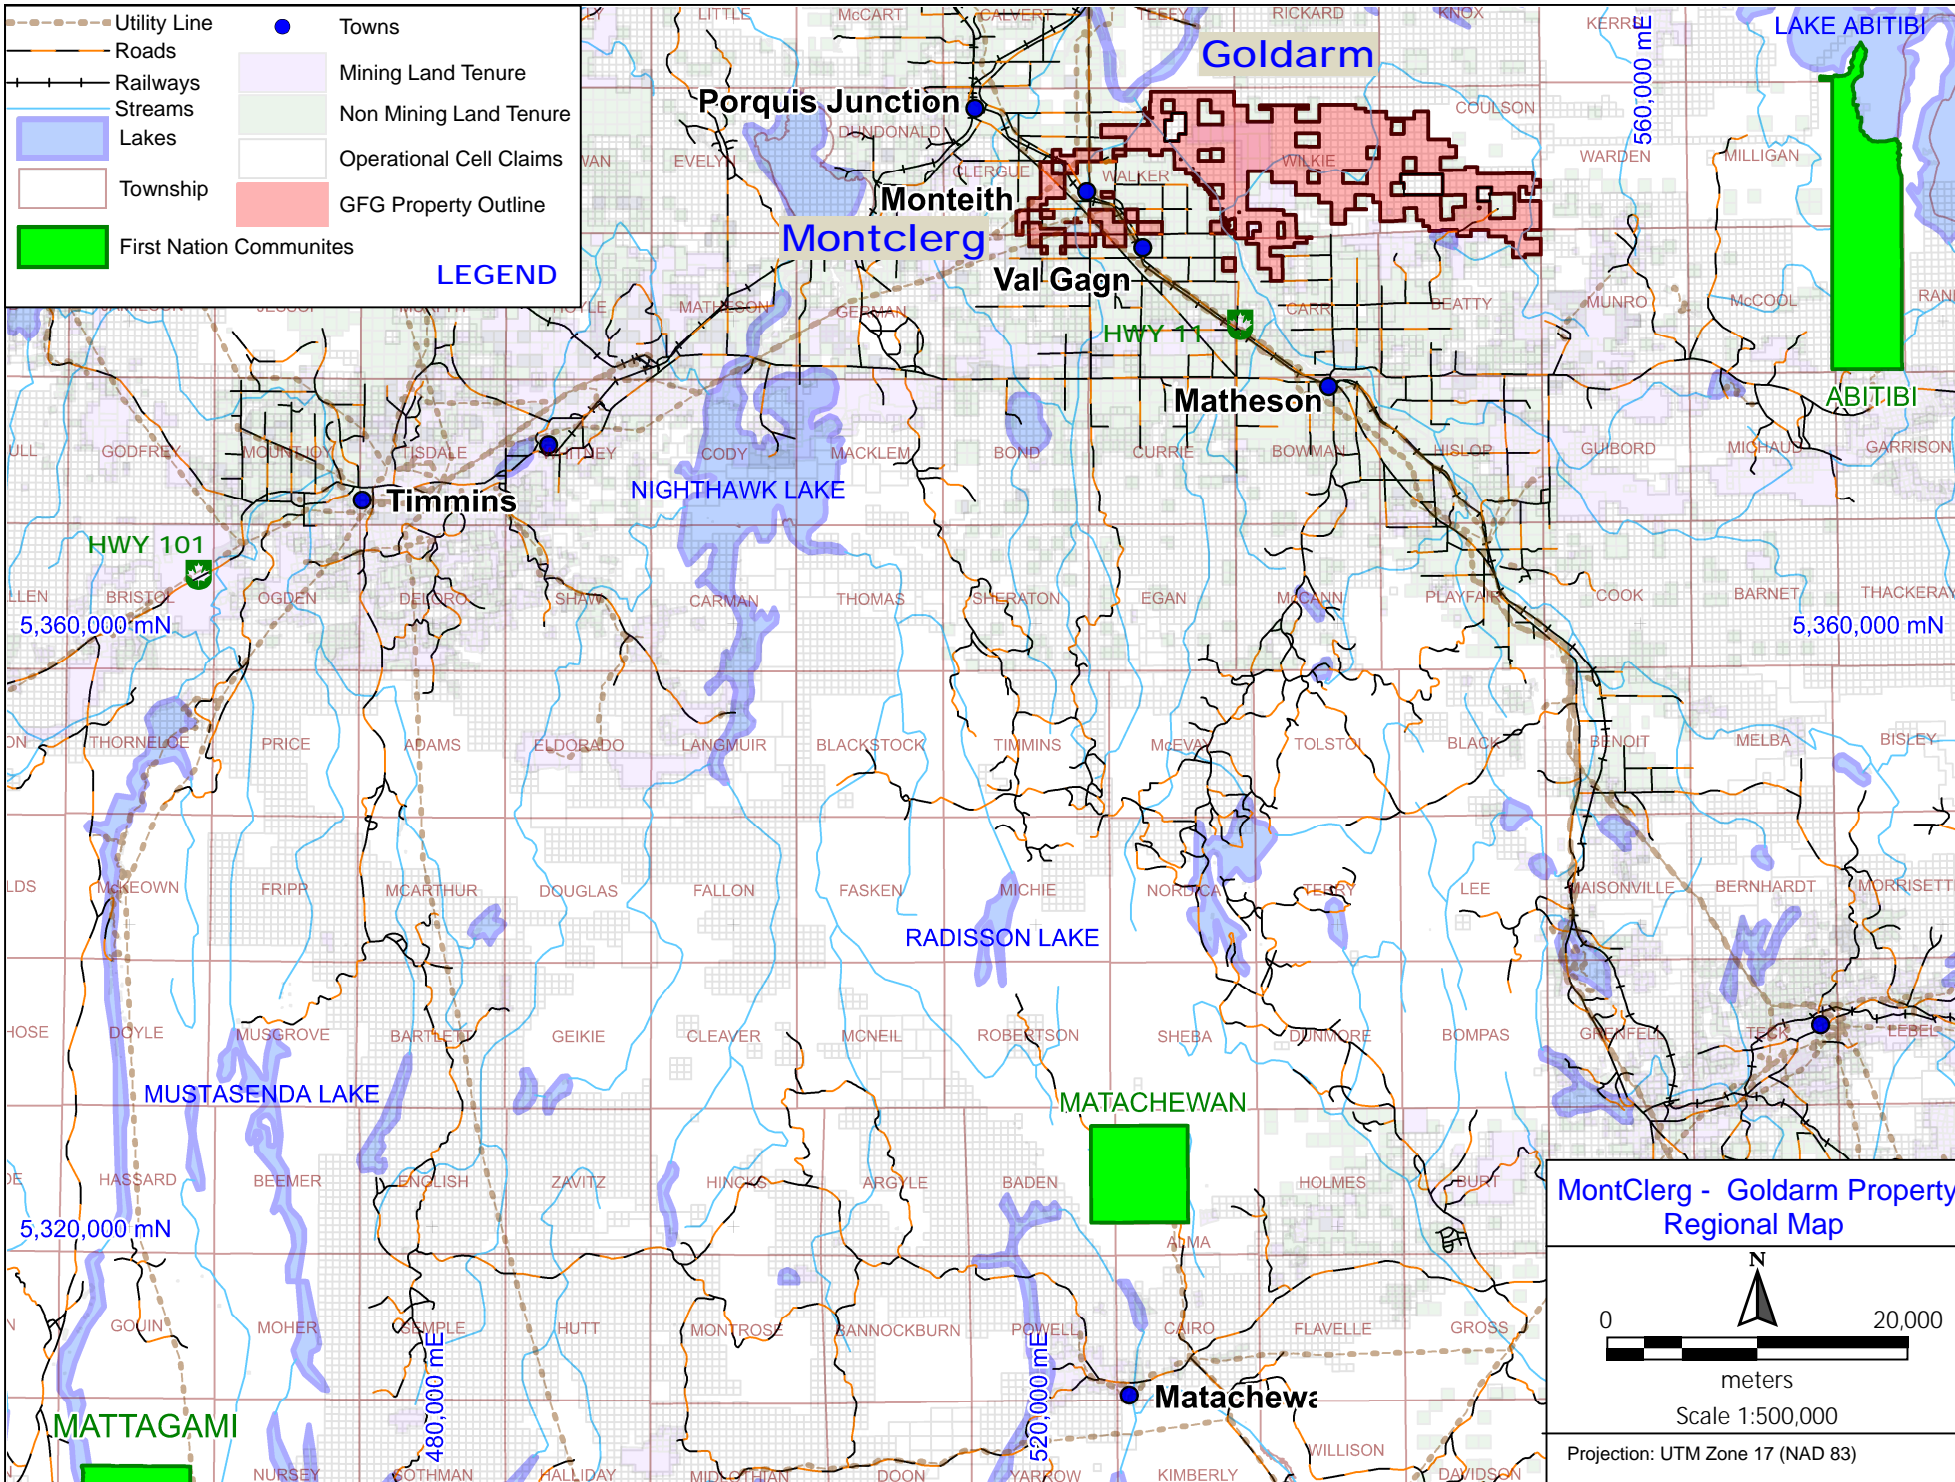 Utility Line
Roads
Railways
Streams
Lakes
Township
First Nation Communites
Towns
Mining Land Tenure
Non Mining Land Tenure
Operational Cell Claims
GFG Property Outline
LEGEND
LITTLE
McCART
CALVERT
TEEFY
RICKARD
KNOX
LAKE ABITIBI
Goldarm
560,000 mE
Porquis Junction
COULSON
DUNDONALD
EVELYN
CLERGUE
WALKER
WILKIE
WARDEN
MILLIGAN
Monteith
Montclerg
Val Gagn
MATHESON
GERMAN
CARR
BEATTY
MUNRO
McCOOL
HWY 11
Matheson
ABITIBI
GODFREY
MOUNTJOY
TISDALE
CODY
MACKLEM
BOND
CURRIE
BOWMAN
HISLOP
GUIBORD
MICHAUD
GARRISON
NIGHTHAWK LAKE
Timmins
HWY 101
BRISTOL
OGDEN
DELORO
SHAW
CARMAN
THOMAS
SHERATON
EGAN
McCANN
PLAYFAIR
COOK
BARNET
THACKERAY
5,360,000 mN
5,360,000 mN
THORNELOE
PRICE
ADAMS
ELDORADO
LANGMUIR
BLACKSTOCK
TIMMINS
McEVAY
TOLSTOI
BLACK
BENOIT
MELBA
BISLEY
LDS
McKEOWN
FRIPP
MCARTHUR
DOUGLAS
FALLON
FASKEN
MICHIE
NORDICA
TERRY
LEE
MAISONVILLE
BERNHARDT
MORRISETT
RADISSON LAKE
HOSE
DOYLE
MUSGROVE
BARTLETT
GEIKIE
CLEAVER
MCNEIL
ROBERTSON
SHEBA
DUNMORE
BOMPAS
GRENFELL
TECK
LEBEL
MUSTASENDA LAKE
MATACHEWAN
HASSARD
BEEMER
ENGLISH
ZAVITZ
HINCKS
ARGYLE
BADEN
HOLMES
BURT
5,320,000 mN
ALMA
GOUIN
MOHER
SEMPLE
HUTT
MONTROSE
BANNOCKBURN
POWELL
CAIRO
FLAVELLE
GROSS
480,000 mE
520,000 mE
Matachewa
MATTAGAMI
NURSEY
SOTHMAN
HALLIDAY
MIDLOTHIAN
DOON
YARROW
KIMBERLY
WILLISON
DAVIDSON
MontClerg - Goldarm Property
Regional Map
N
0
20,000
meters
Scale 1:500,000
Projection: UTM Zone 17 (NAD 83)